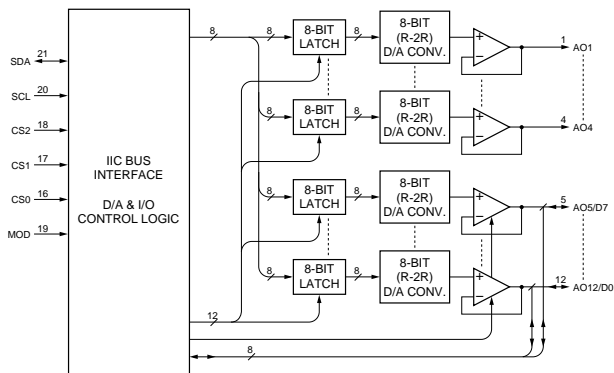 8
8
8-BIT
LATCH
8
8-BIT
(R-2R)
D/A CONV.
+
−
1
AO1
SDA
21
SCL
20
CS2
18
CS1
17
CS0
16
MOD
19
IIC BUS
INTERFACE
D/A & I/O
CONTROL LOGIC
8
8-BIT
LATCH
8
8-BIT
(R-2R)
D/A CONV.
+
−
4
AO4
8
8-BIT
LATCH
8
8-BIT
(R-2R)
D/A CONV.
+
−
5
AO5/D7
8
8-BIT
LATCH
8
8-BIT
(R-2R)
D/A CONV.
+
−
12
AO12/D0
12
8